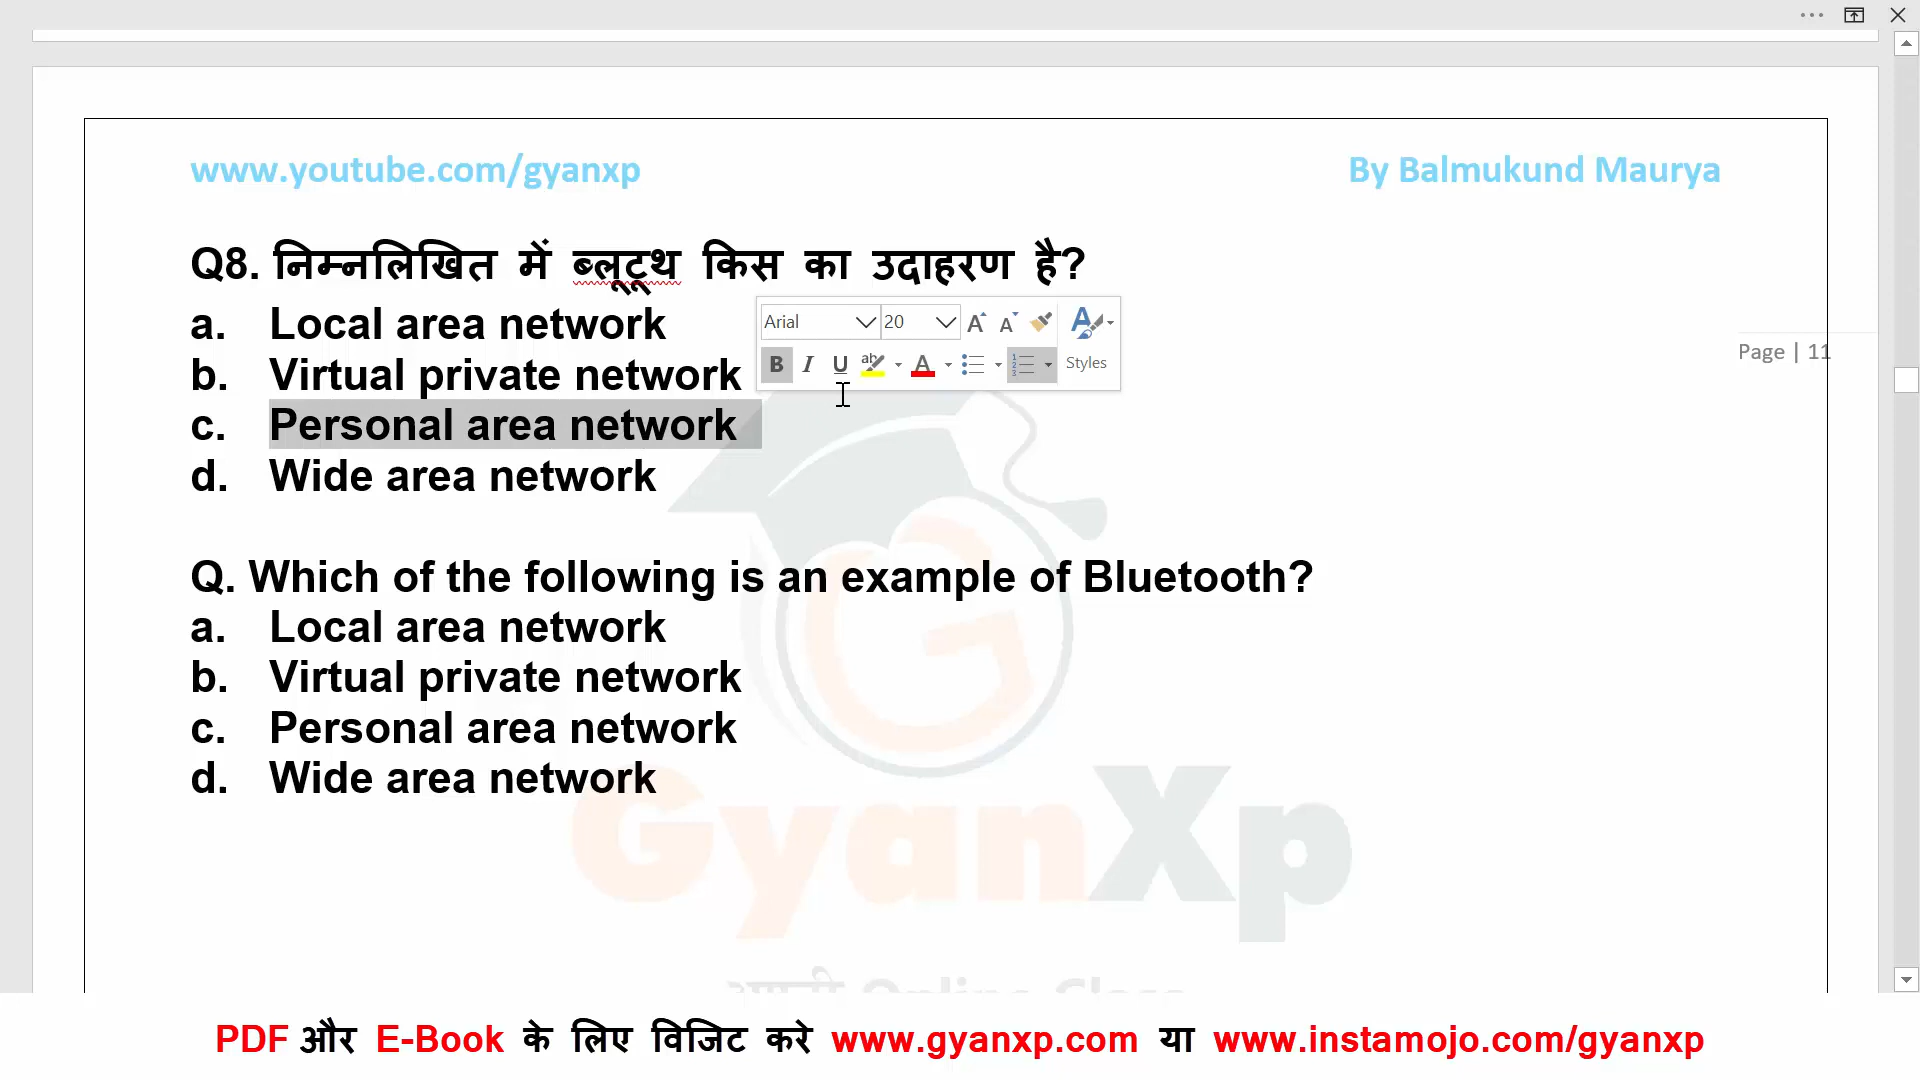 www.youtube.com/gyanxp
By Balmukund Maurya
Q8. निम्नलिखित में ब्लूटूथ किस का उदाहरण है?
a. Local area network
Arial 20
Page | 11
b. Virtual private network
Styles
c. Personal area network
d. Wide area network
Q. Which of the following is an example of Bluetooth?
a. Local area network
b. Virtual private network
c. Personal area network
d. Wide area network
GyanXp
Online Class
PDF और E-Book के लिए विजिट करे www.gyanxp.com या www.instamojo.com/gyanxp